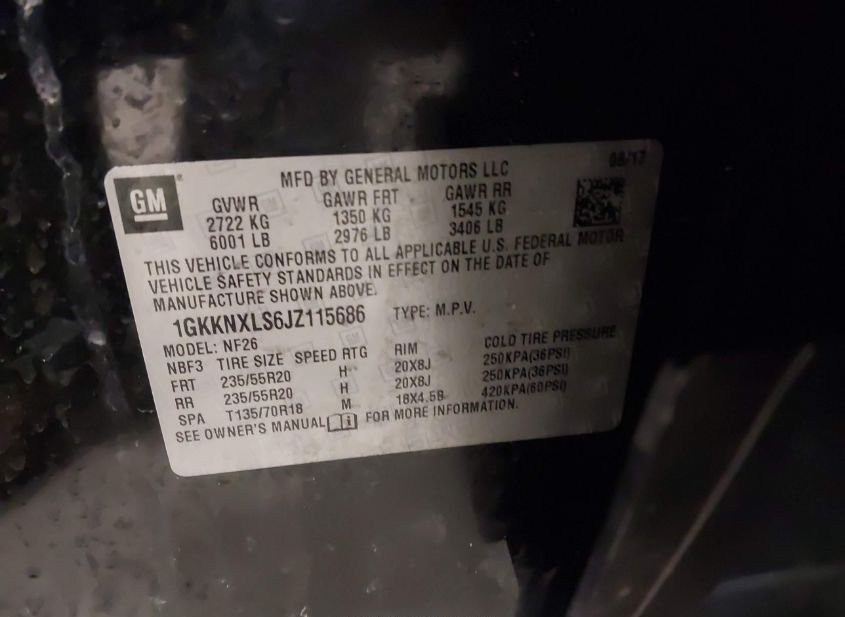 08/17
GM
MFD BY GENERAL MOTORS LLC
GVWR GAWR FRT GAWR RR
2722 KG 1350 KG 1545 KG
6001 LB 2976 LB 3406 LB
THIS VEHICLE CONFORMS TO ALL APPLICABLE U.S. FEDERAL MOTOR
VEHICLE SAFETY STANDARDS IN EFFECT ON THE DATE OF
MANUFACTURE SHOWN ABOVE.
1GKKNXLS6JZ115686 TYPE: M.P.V.
MODEL: NF26
NBF3 TIRE SIZE SPEED RTG RIM COLD TIRE PRESSURE
FRT 235/55R20 H 20X8J 250KPA(36PSI)
RR 235/55R20 H 20X8J 250KPA(36PSI)
SPA T135/70R18 M 18X4.5B 420KPA(60PSI)
SEE OWNER'S MANUAL i FOR MORE INFORMATION.